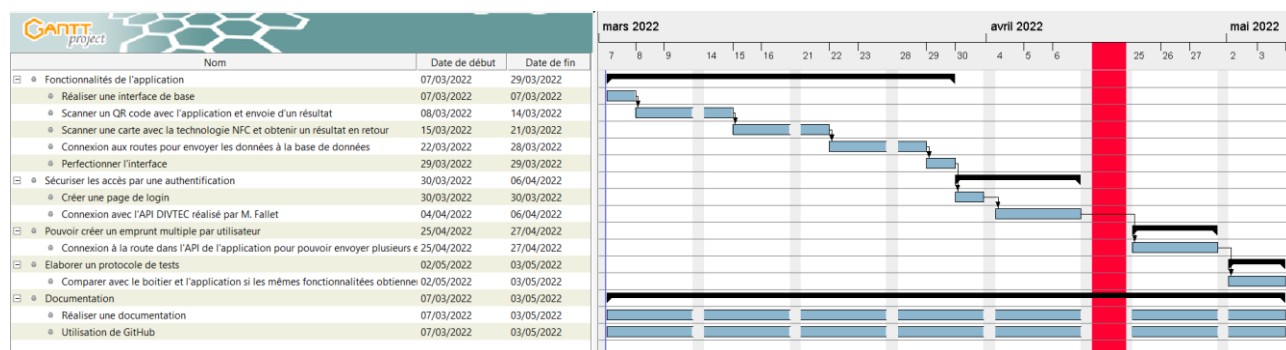 GANTT project
mars 2022 avril 2022 mai 2022
7 8 9 14 15 16 21 22 23 28 29 30 4 5 6 25 26 27 2 3
Nom Date de début Date de fin
Fonctionnalités de l'application 07/03/2022 29/03/2022
Réaliser une interface de base 07/03/2022 07/03/2022
Scanner un QR code avec l'application et envoie d'un résultat 08/03/2022 14/03/2022
Scanner une carte avec la technologie NFC et obtenir un résultat en retour 15/03/2022 21/03/2022
Connexion aux routes pour envoyer les données à la base de données 22/03/2022 28/03/2022
Perfectionner l'interface 29/03/2022 29/03/2022
Sécuriser les accès par une authentification 30/03/2022 06/04/2022
Créer une page de login 30/03/2022 30/03/2022
Connexion avec l'API DIVTEC réalisé par M. Fallet 04/04/2022 06/04/2022
Pouvoir créer un emprunt multiple par utilisateur 25/04/2022 27/04/2022
Connexion à la route dans l'API de l'application pour pouvoir envoyer plusieurs e 25/04/2022 27/04/2022
Elaborer un protocole de tests 02/05/2022 03/05/2022
Comparer avec le boitier et l'application si les mêmes fonctionnalités obtienne 02/05/2022 03/05/2022
Documentation 07/03/2022 03/05/2022
Réaliser une documentation 07/03/2022 03/05/2022
Utilisation de GitHub 07/03/2022 03/05/2022